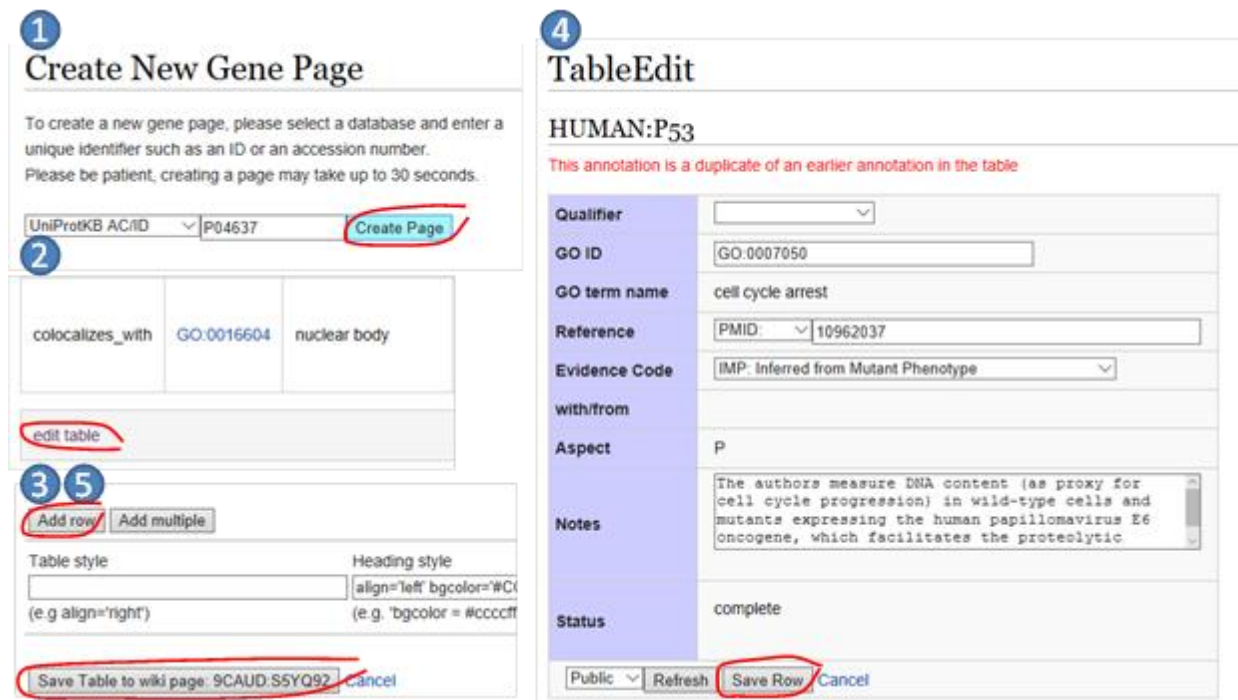 1
Create New Gene Page
To create a new gene page, please select a database and enter a
unique identifier such as an ID or an accession number.
Please be patient, creating a page may take up to 30 seconds.
UniProtKB AC/ID P04637 Create Page
2
colocalizes_with GO:0016604 nuclear body
edit table
3 5
Add row Add multiple
Table style Heading style
align='left' bgcolor='#C
(e.g align='right') (e.g. 'bgcolor = #ccccff
Save Table to wiki page: 9CAUD:S5YQ92 Cancel
4
TableEdit
HUMAN:P53
This annotation is a duplicate of an earlier annotation in the table
Qualifier
GO ID GO:0007050
GO term name cell cycle arrest
Reference PMID: 10962037
Evidence Code IMP: Inferred from Mutant Phenotype
with/from
Aspect P
Notes
The authors measure DNA content (as proxy for
cell cycle progression) in wild-type cells and
mutants expressing the human papillomavirus E6
oncogene, which facilitates the proteolytic
Status complete
Public Refresh Save Row Cancel